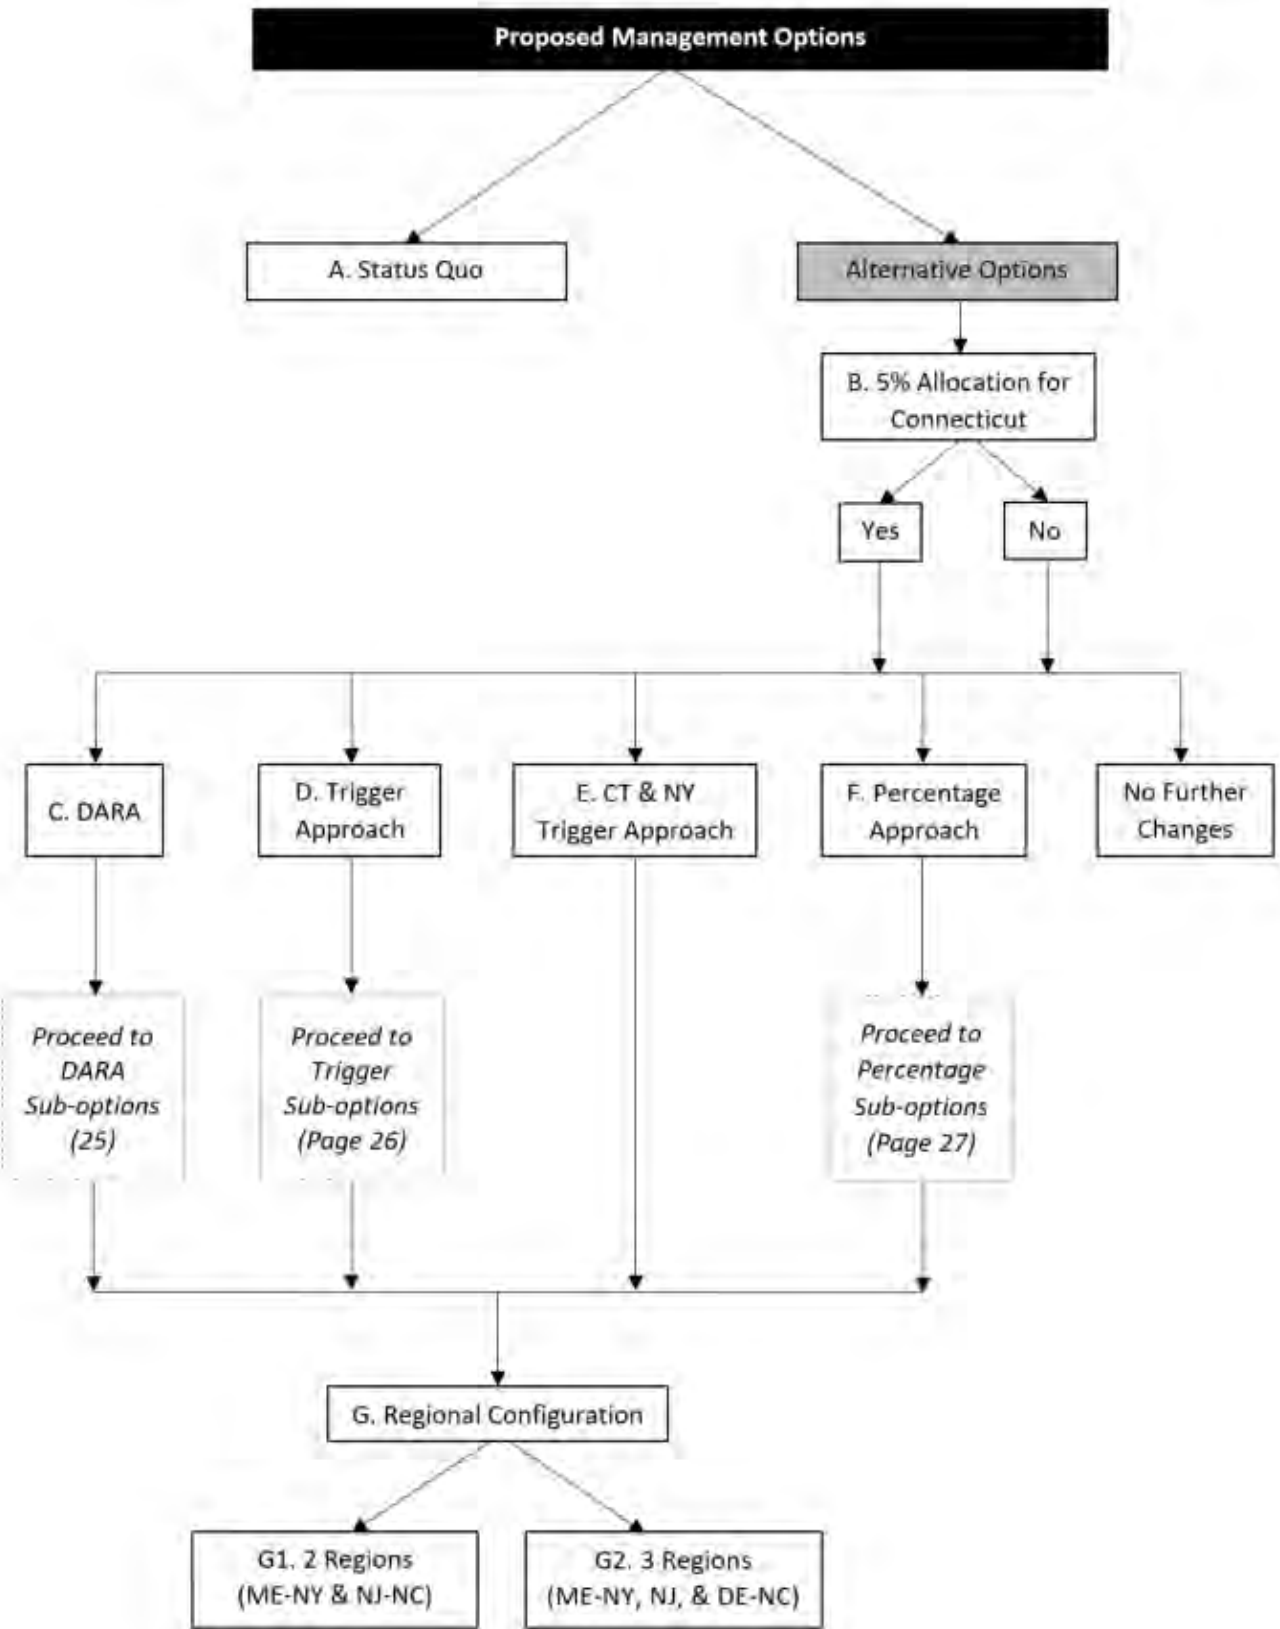 Proposed Management Options
A. Status Quo
Alternative Options
B. 5% Allocation for
Connecticut
Yes
No
C. DARA
D. Trigger
Approach
E. CT & NY
Trigger Approach
F. Percentage
Approach
No Further
Changes
Proceed to
DARA
Sub-options
(25)
Proceed to
Trigger
Sub-options
(Page 26)
Proceed to
Percentage
Sub-options
(Page 27)
G. Regional Configuration
G1. 2 Regions
(ME-NY & NJ-NC)
G2. 3 Regions
(ME-NY, NJ, & DE-NC)